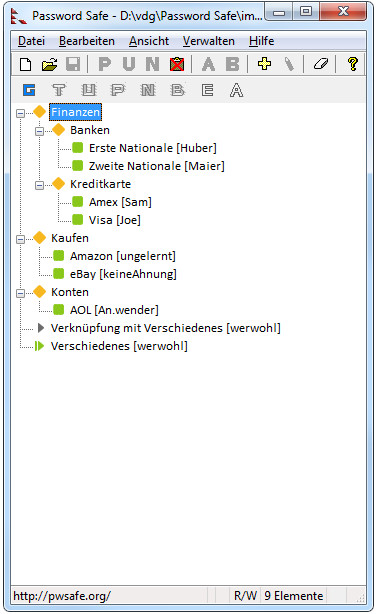 Password Safe - D:\vdg\Password Safe\im...
Datei Bearbeiten Ansicht Verwalten Hilfe
P U N A B ?
G T U P N B E A
Finanzen
Banken
Erste Nationale [Huber]
Zweite Nationale [Maier]
Kreditkarte
Amex [Sam]
Visa [Joe]
Kaufen
Amazon [ungelernt]
eBay [keineAhnung]
Konten
AOL [An.wender]
Verknüpfung mit Verschiedenes [werwohl]
Verschiedenes [werwohl]
http://pwsafe.org/ R/W 9 Elemente